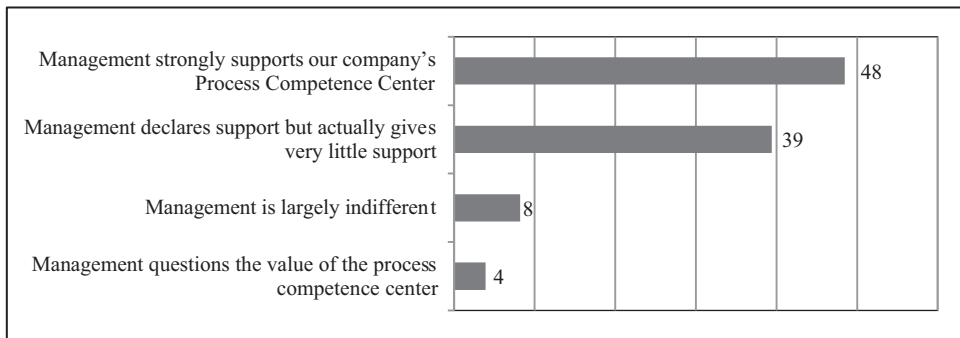 Management strongly supports our company's
Process Competence Center
48
Management declares support but actually gives
very little support
39
Management is largely indifferent
8
Management questions the value of the process
competence center
4